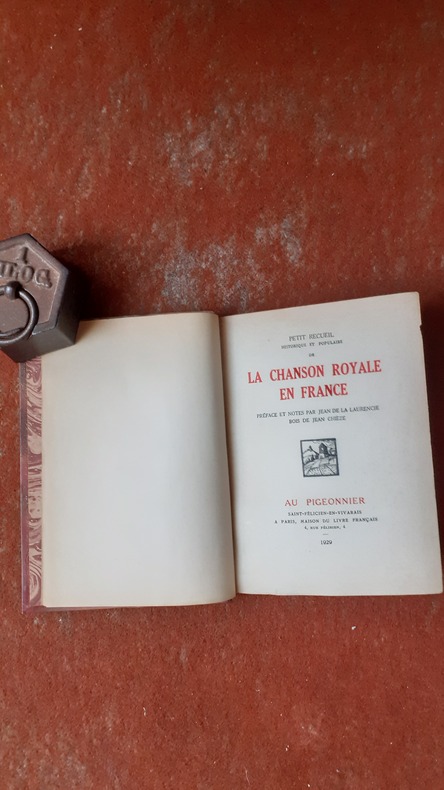 1
KILOG.
PETIT RECUEIL
HISTORIQUE ET POPULAIRE
DE
LA CHANSON ROYALE
EN FRANCE
PRÉFACE ET NOTES PAR JEAN DE LA LAURENCIE
BOIS DE JEAN CHIÈZE
AU PIGEONNIER
SAINT-FÉLICIEN-EN-VIVARAIS
A PARIS, MAISON DU LIVRE FRANÇAIS
4, RUE FÉLIBIEN, 4
1929